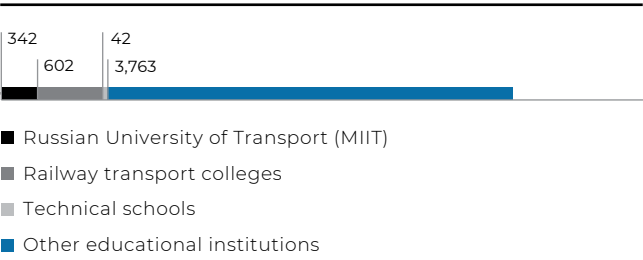 342 42
602 3,763
Russian University of Transport (MIIT)
Railway transport colleges
Technical schools
Other educational institutions